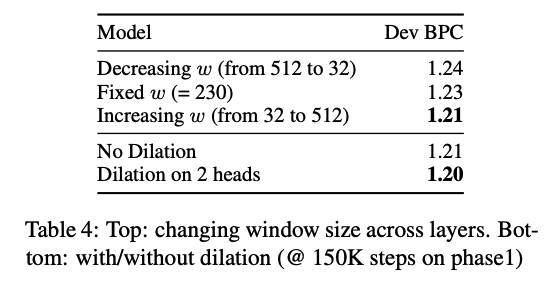 Model Dev BPC
Decreasing w (from 512 to 32) 1.24
Fixed w (= 230) 1.23
Increasing w (from 32 to 512) 1.21
No Dilation 1.21
Dilation on 2 heads 1.20
Table 4: Top: changing window size across layers. Bot-
tom: with/without dilation (@ 150K steps on phase1)